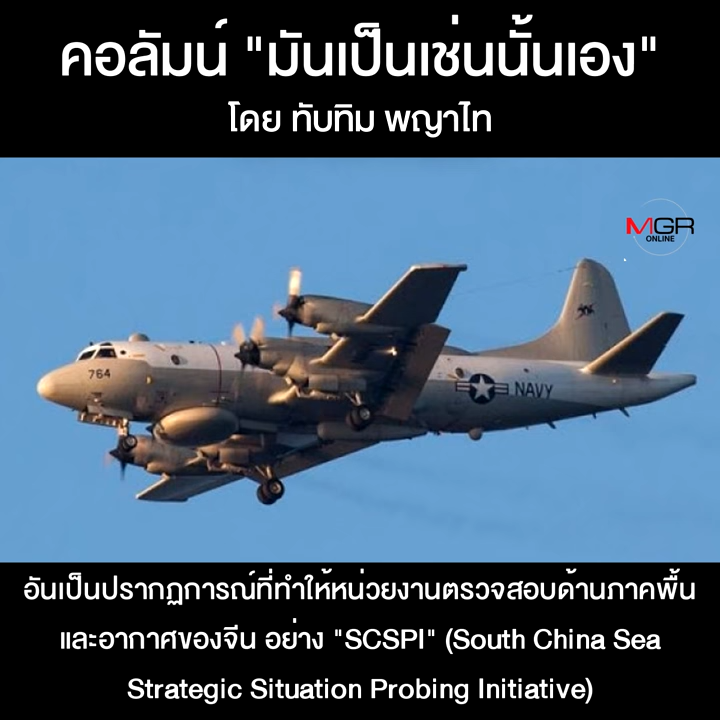 คอลัมน์ "มันเป็นเช่นนั้นเอง"
โดย ทับทิม พญาไท
MGR
ONLINE
764
NAVY
อันเป็นปรากฏการณ์ที่ทำให้หน่วยงานตรวจสอบด้านภาคพื้น
และอากาศของจีน อย่าง "SCSPI" (South China Sea
Strategic Situation Probing Initiative)